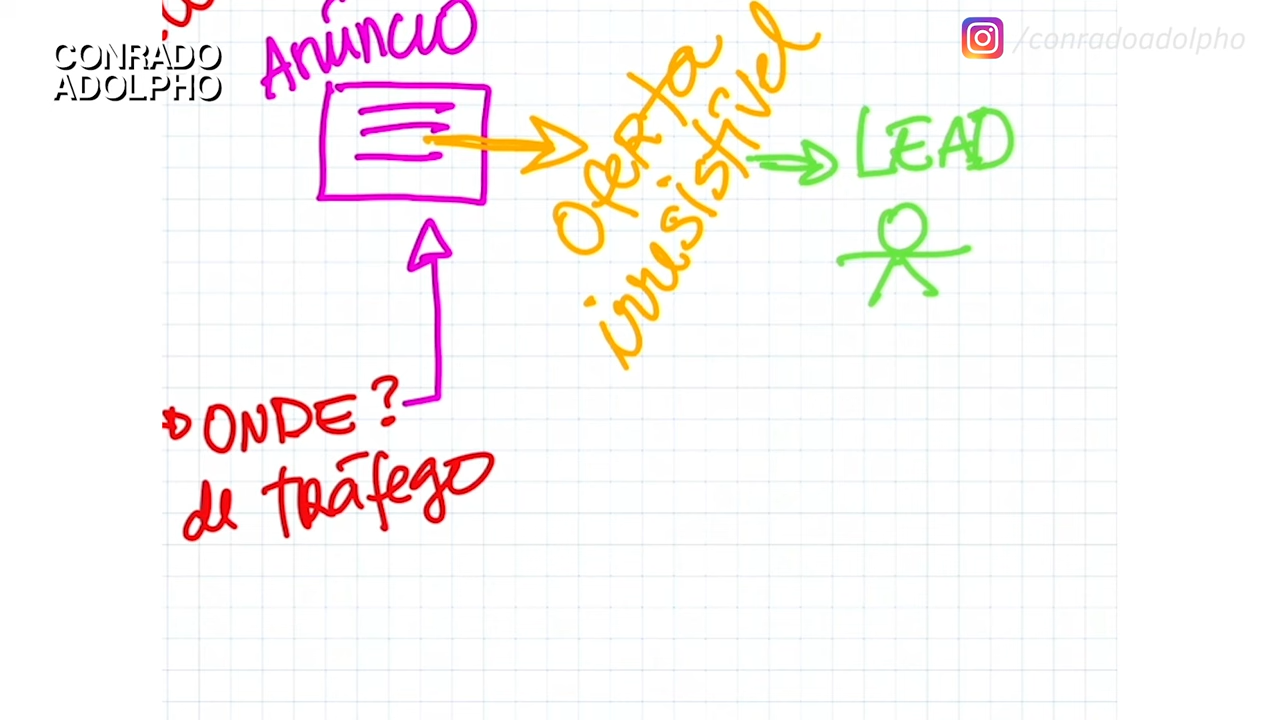 CONRADO
ADOLPHO
/conradoadolpho
Anúncio
Oferta
irresistível
LEAD
ONDE?
de tráfego